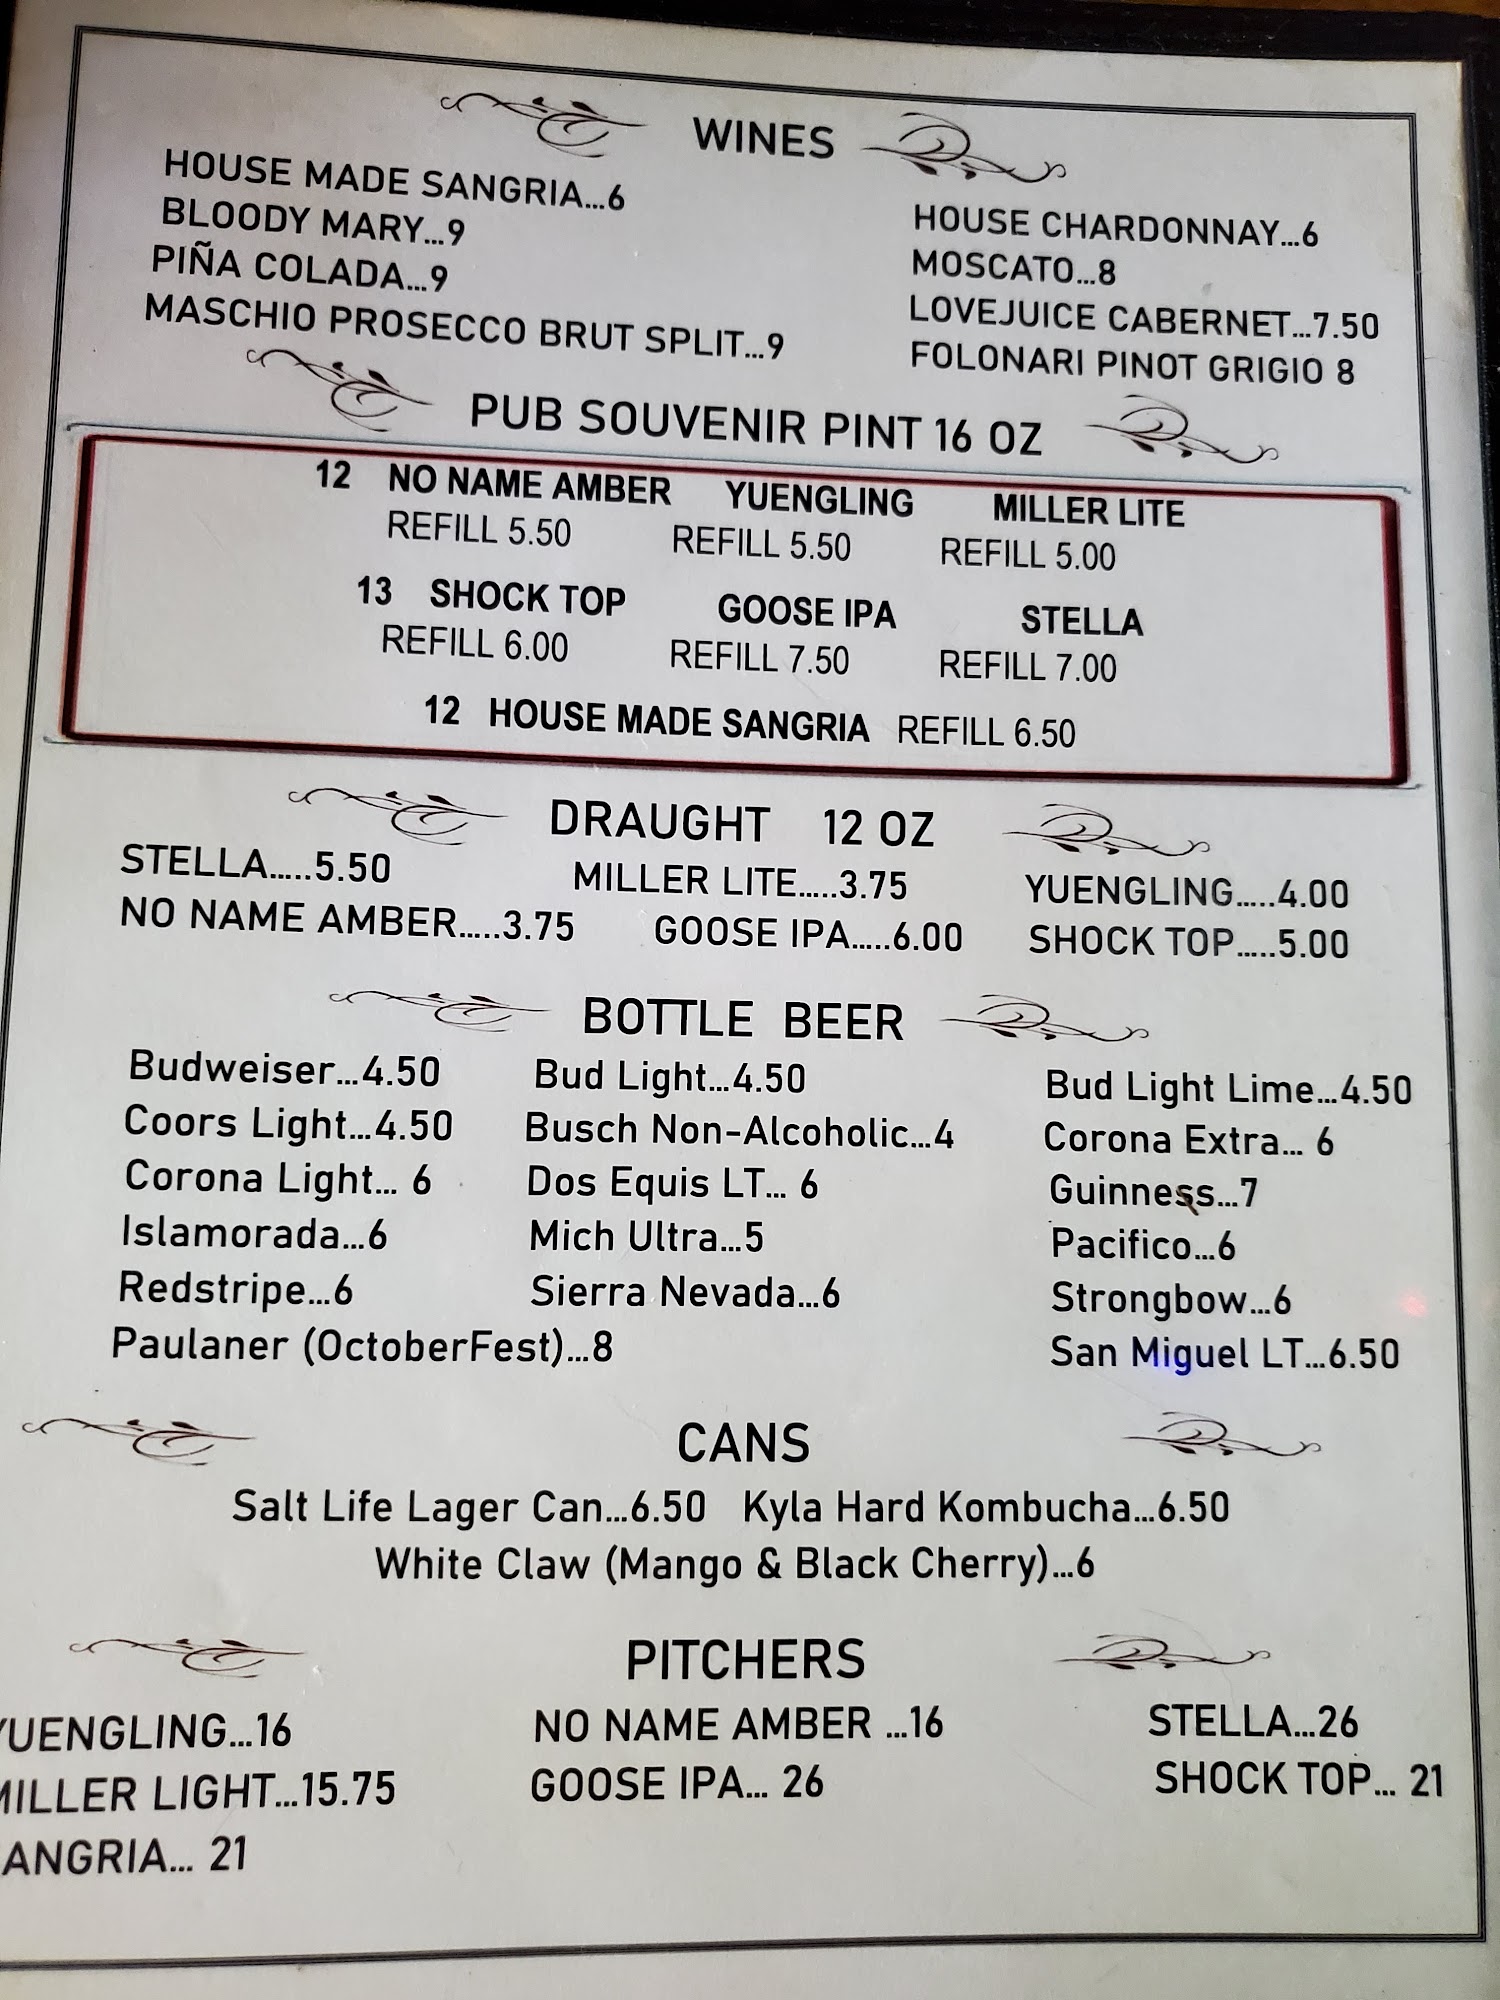 WINES
HOUSE MADE SANGRIA...6
BLOODY MARY...9
PIÑA COLADA...9
MASCHIO PROSECCO BRUT SPLIT...9
HOUSE CHARDONNAY...6
MOSCATO...8
LOVEJUICE CABERNET...7.50
FOLONARI PINOT GRIGIO 8
PUB SOUVENIR PINT 16 OZ
12 NO NAME AMBER YUENGLING MILLER LITE
REFILL 5.50 REFILL 5.50 REFILL 5.00
13 SHOCK TOP GOOSE IPA STELLA
REFILL 6.00 REFILL 7.50 REFILL 7.00
12 HOUSE MADE SANGRIA REFILL 6.50
DRAUGHT 12 OZ
STELLA.....5.50 MILLER LITE.....3.75 YUENGLING.....4.00
NO NAME AMBER.....3.75 GOOSE IPA.....6.00 SHOCK TOP.....5.00
BOTTLE BEER
Budweiser...4.50 Bud Light...4.50 Bud Light Lime...4.50
Coors Light...4.50 Busch Non-Alcoholic...4 Corona Extra... 6
Corona Light... 6 Dos Equis LT... 6 Guinness...7
Islamorada...6 Mich Ultra...5 Pacifico...6
Redstripe...6 Sierra Nevada...6 Strongbow...6
Paulaner (OctoberFest)...8 San Miguel LT...6.50
CANS
Salt Life Lager Can...6.50 Kyla Hard Kombucha...6.50
White Claw (Mango & Black Cherry)...6
PITCHERS
YUENGLING...16 NO NAME AMBER ...16 STELLA...26
MILLER LIGHT...15.75 GOOSE IPA... 26 SHOCK TOP... 21
ANGRIA... 21